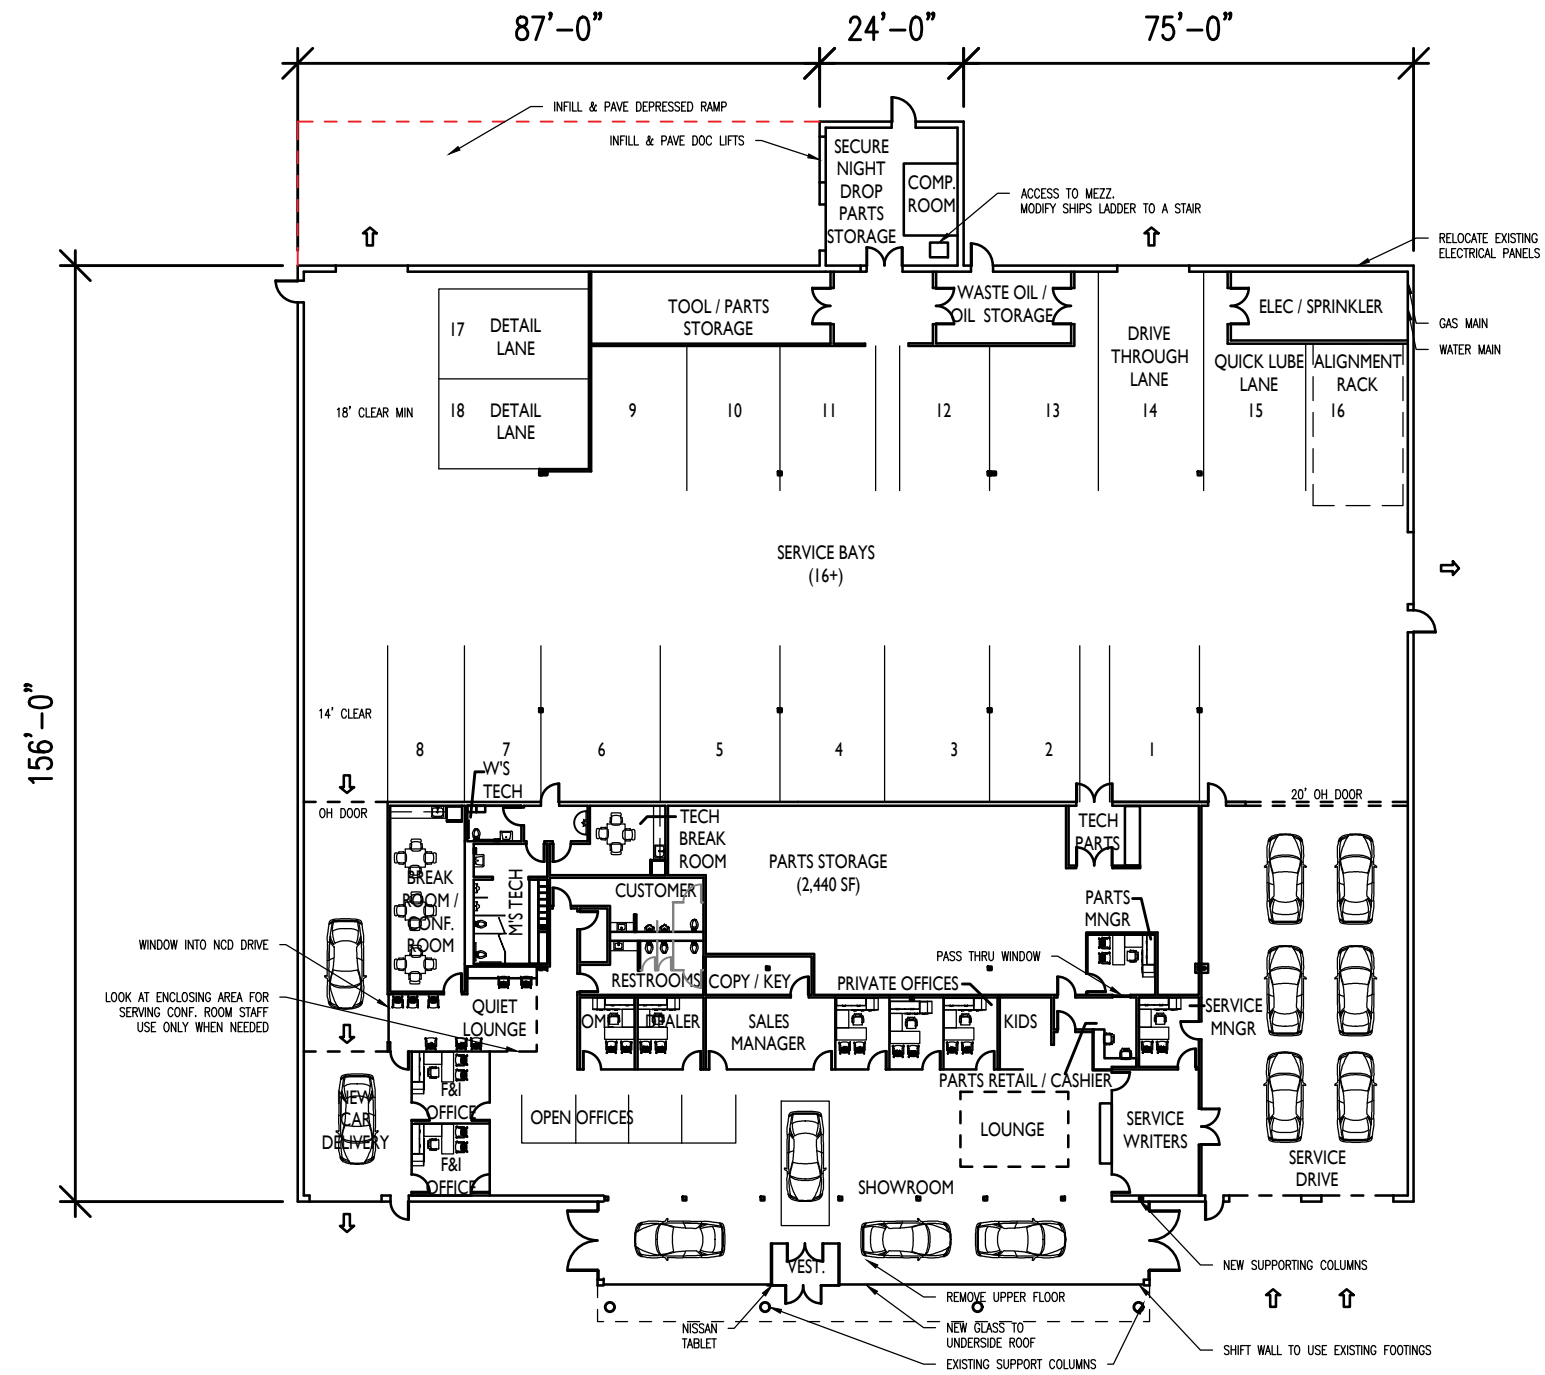 87'-0"
24'-0"
75'-0"
INFILL & PAVE DEPRESSED RAMP
INFILL & PAVE DOC LIFTS
SECURE
NIGHT
DROP
PARTS
STORAGE
COMP.
ROOM
ACCESS TO MEZZ.
MODIFY SHIPS LADDER TO A STAIR
RELOCATE EXISTING
ELECTRICAL PANELS
GAS MAIN
WATER MAIN
156'-0"
17
DETAIL
LANE
18
DETAIL
LANE
18' CLEAR MIN
TOOL / PARTS
STORAGE
WASTE OIL /
OIL STORAGE
ELEC / SPRINKLER
DRIVE
THROUGH
LANE
QUICK LUBE
LANE
ALIGNMENT
RACK
9
10
11
12
13
14
15
16
SERVICE BAYS
(16+)
14' CLEAR
8
7
6
5
4
3
2
1
W'S
TECH
OH DOOR
20' OH DOOR
TECH
BREAK
ROOM
PARTS STORAGE
(2,440 SF)
TECH
PARTS
BREAK
ROOM /
CONF.
ROOM
M'S TECH
CUSTOMER
RESTROOMS
PARTS
MNGR
WINDOW INTO NCD DRIVE
LOOK AT ENCLOSING AREA FOR
SERVING CONF. ROOM STAFF
USE ONLY WHEN NEEDED
QUIET
LOUNGE
COPY / KEY
PRIVATE OFFICES
PASS THRU WINDOW
SERVICE
MNGR
OM
DEALER
SALES
MANAGER
KIDS
PARTS RETAIL / CASHIER
F&I
OFFICE
F&I
OFFICE
NEW
CAR
DELIVERY
OPEN OFFICES
LOUNGE
SERVICE
WRITERS
SERVICE
DRIVE
SHOWROOM
VEST.
NEW SUPPORTING COLUMNS
REMOVE UPPER FLOOR
NISSAN
TABLET
NEW GLASS TO
UNDERSIDE ROOF
SHIFT WALL TO USE EXISTING FOOTINGS
EXISTING SUPPORT COLUMNS